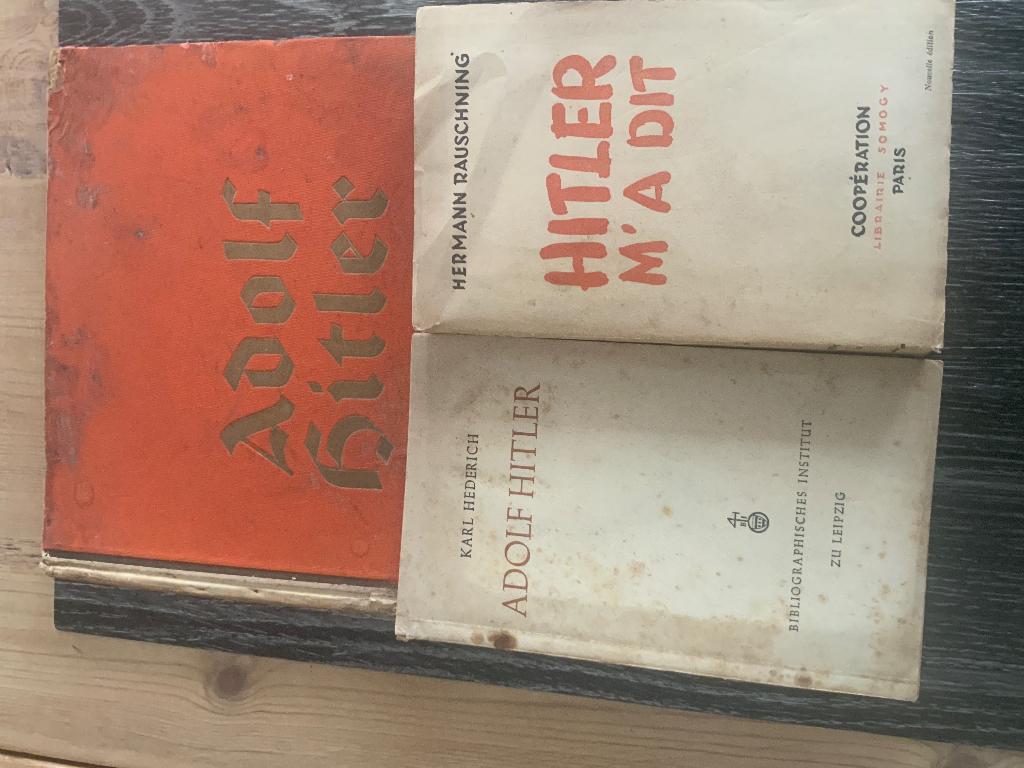 Adolf
Hitler
KARL HEDERICH
ADOLF HITLER
BIBLIOGRAPHISCHES INSTITUT
ZU LEIPZIG
HERMANN RAUSCHNING
HITLER
M'A DIT
COOPÉRATION
LIBRAIRIE SOMOGY
PARIS
Nouvelle édition